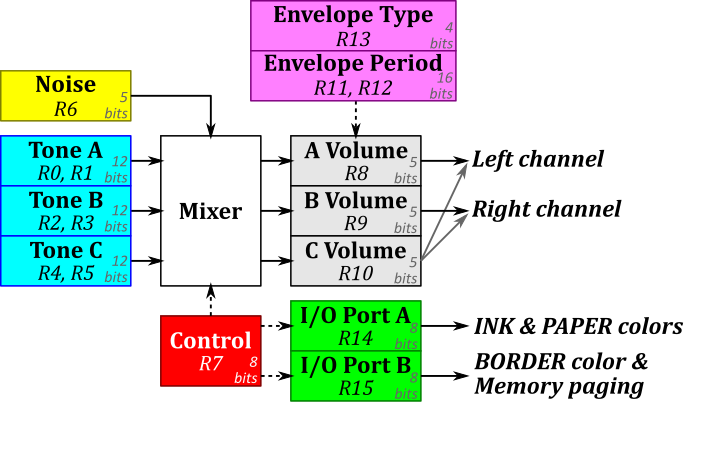 Envelope Type
R13
4
bits
Envelope Period
R11, R12
16
bits
Noise
R6
5
bits
Tone A
R0, R1
12
bits
Tone B
R2, R3
12
bits
Tone C
R4, R5
12
bits
Mixer
A Volume
R8
5
bits
B Volume
R9
5
bits
C Volume
R10
5
bits
Left channel
Right channel
Control
R7
8
bits
I/O Port A
R14
8
bits
I/O Port B
R15
8
bits
INK & PAPER colors
BORDER color &
Memory paging